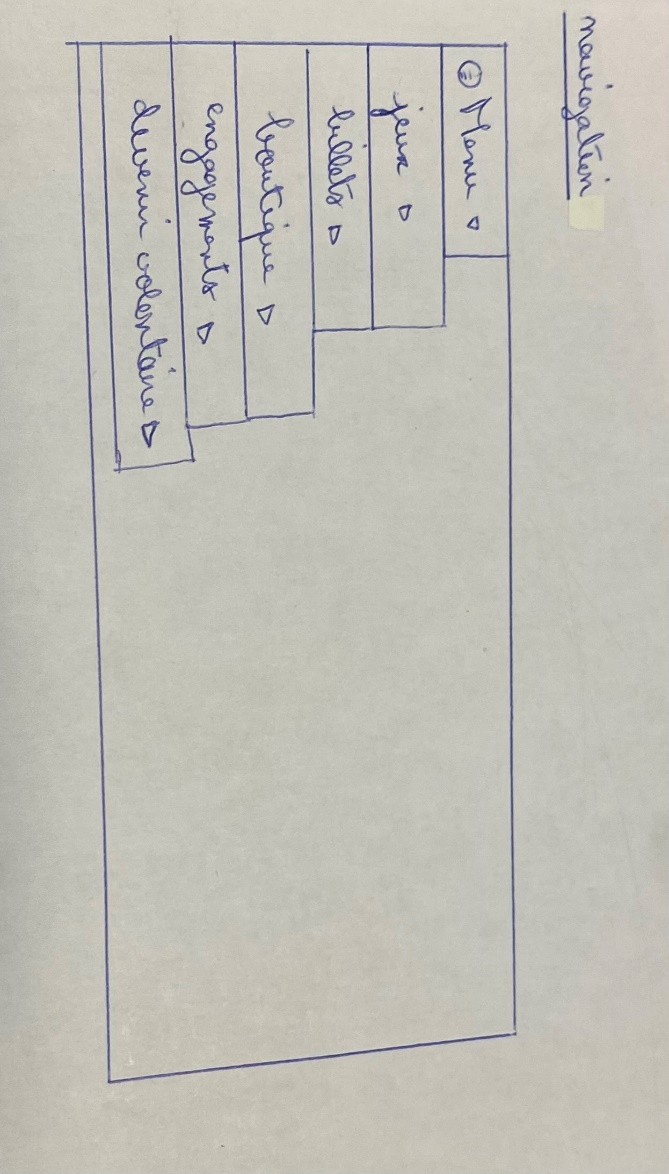 navigation
Menu
jeux
billets
boutique
engagements
devenir volontaire